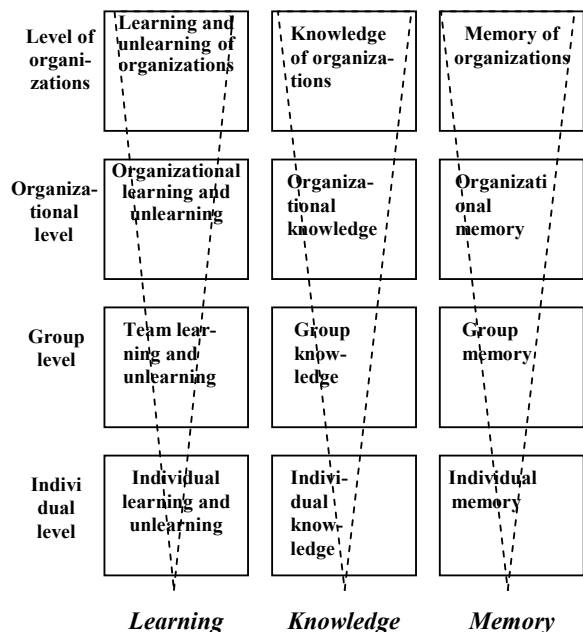 Level of
organi-
zations
Learning and
unlearning of
organizations
Knowledge
of organiza-
tions
Memory of
organizations
Organiza-
tional
level
Organizational
learning and
unlearning
Organiza-
tional
knowledge
Organizati
onal
memory
Group
level
Team lear-
ning and
unlearning
Group
know-
ledge
Group
memory
Indivi
dual
level
Individual
learning and
unlearning
Indivi-
dual
know-
ledge
Individual
memory
Learning
Knowledge
Memory